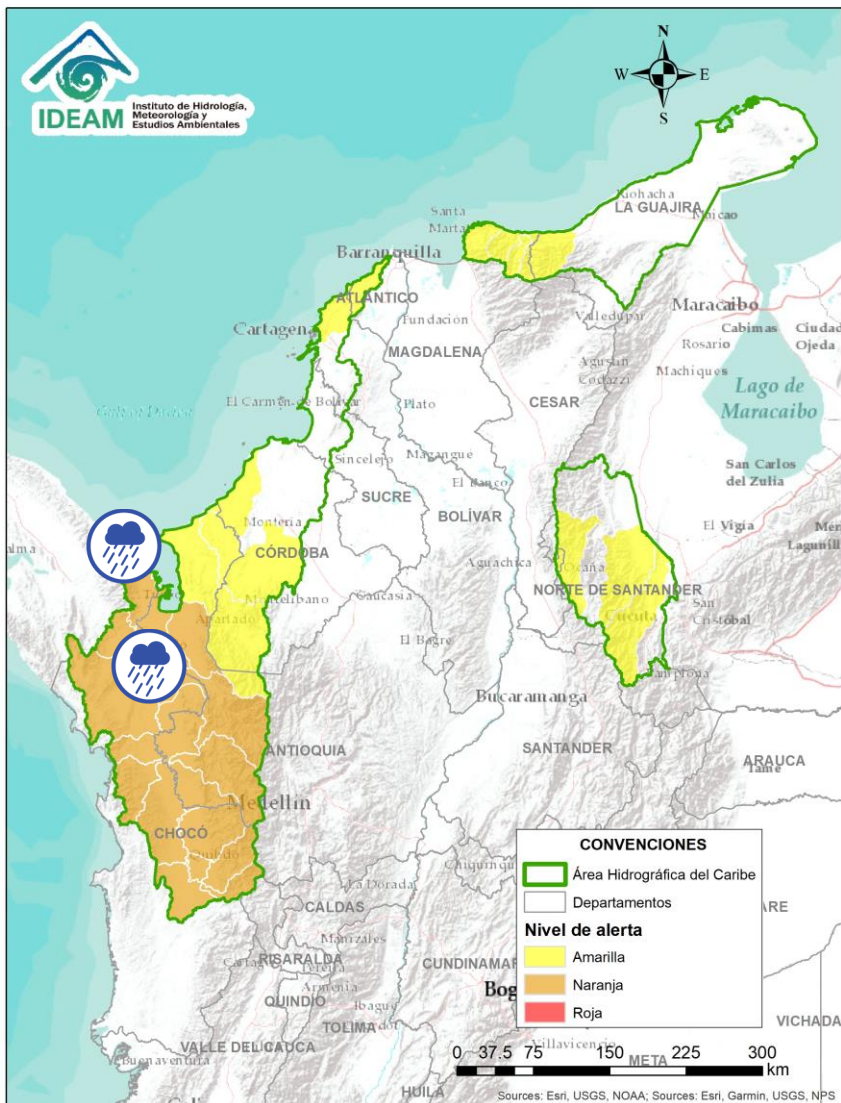 IDEAM
Instituto de Hidrología,
Meteorología y
Estudios Ambientales
N
W
E
S
Riohacha
LA GUAJIRA
Maicao
Santa
Marta
Barranquilla
ATLÁNTICO
Cartagena
Fundación
Valledupar
Maracaibo
Cabimas
Ciudad
Ojeda
Rosario
Machiques
MAGDALENA
Agustín
Codazzi
CESAR
Lago de
Maracaibo
El Carmen de Bolívar
Plato
Sincelejo
Magangue
SUCRE
El Banco
BOLÍVAR
San Carlos
del Zulia
Montería
CÓRDOBA
El Vigía
Aguachica
Ocaña
NORTE DE SANTANDER
Montelíbano
Caucasia
San
Cristóbal
Cúcuta
Apartadó
El Bagre
Pamplona
Bucaramanga
ANTIOQUIA
SANTANDER
ARAUCA
Tame
Medellín
CHOCÓ
Quibdó
La Dorada
CALDAS
Manizales
RISARALDA
Pereira
Armenia
QUINDÍO
Ibague
TOLIMA
VALLE DEL CAUCA
Buenaventura
HUILA
Villavicencio
META
VICHADA
CONVENCIONES
Área Hidrográfica del Caribe
Departamentos
Nivel de alerta
Amarilla
Naranja
Roja
0 37.5 75 150 225 300
km
Sources: Esri, USGS, NOAA; Sources: Esri, Garmin, USGS, NPS